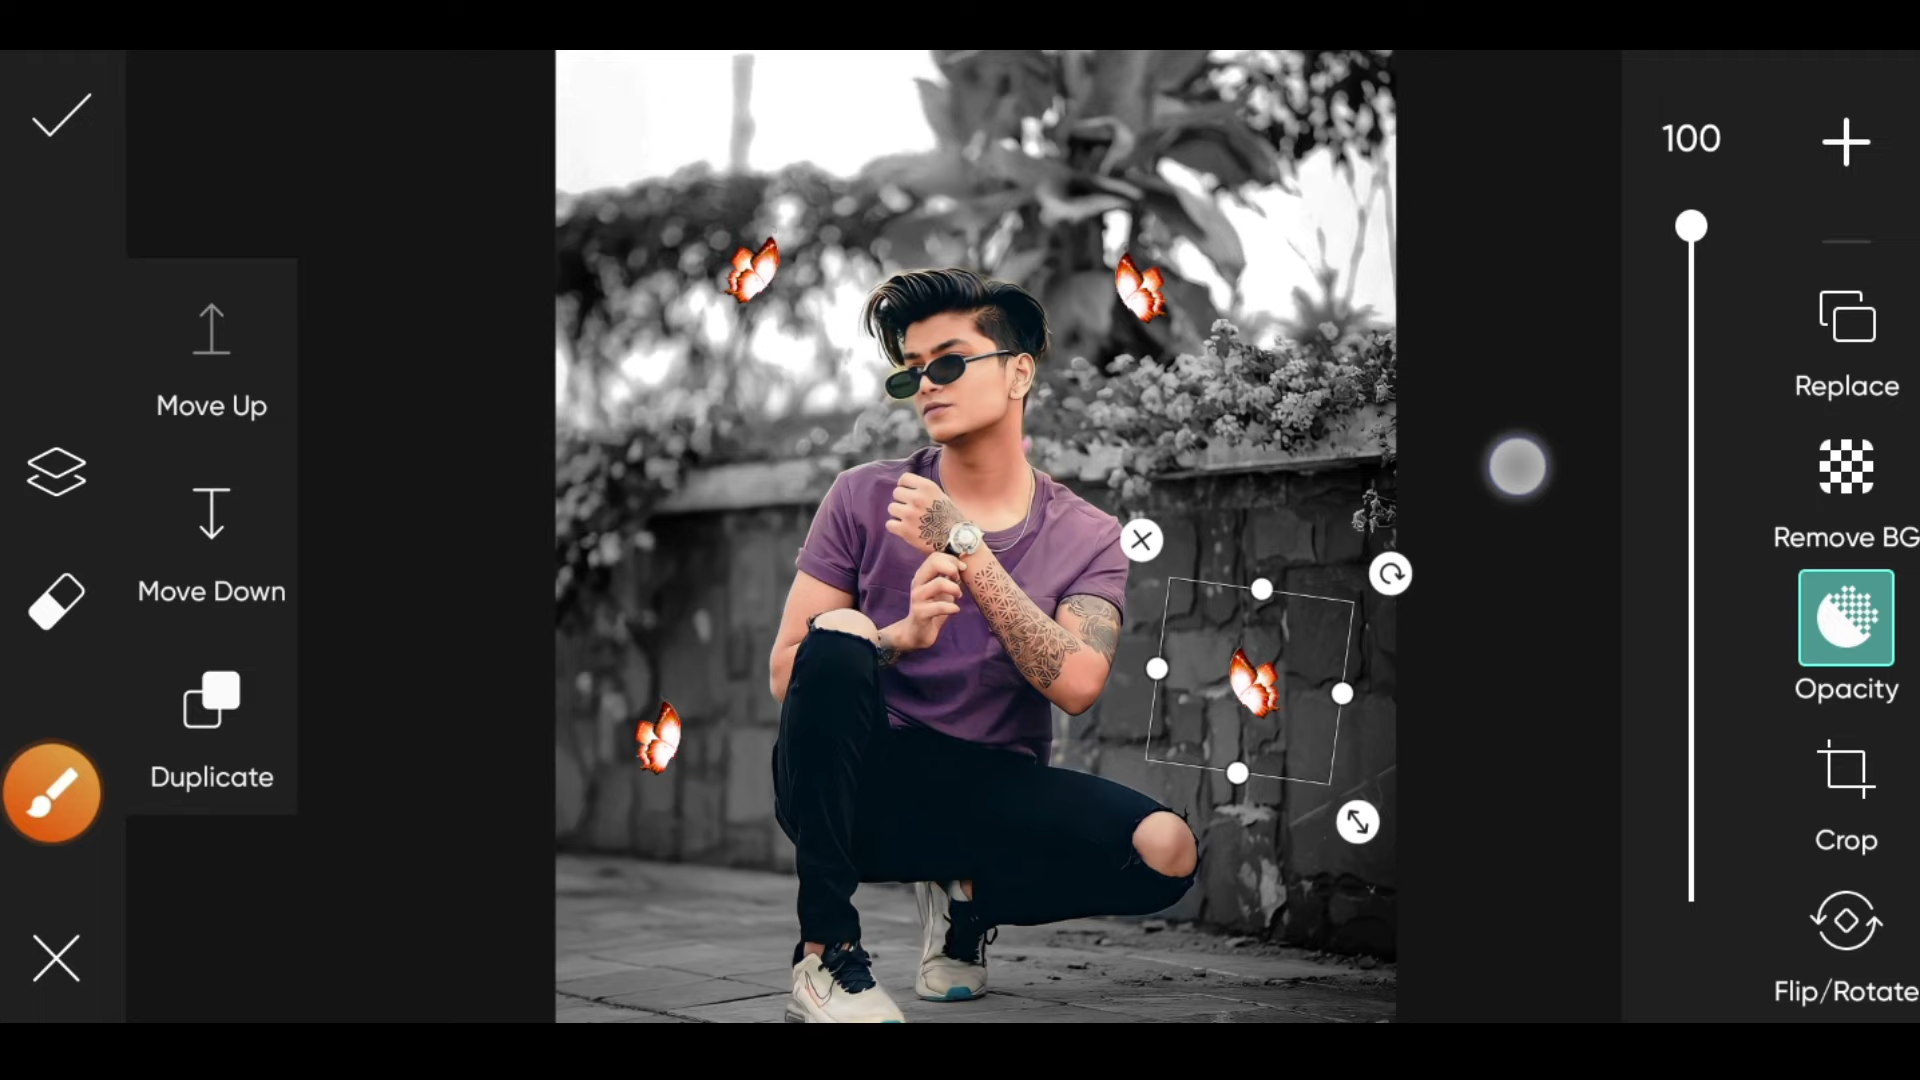 100
Move Up
Replace
Remove BG
Move Down
Opacity
Duplicate
Crop
Flip/Rotate